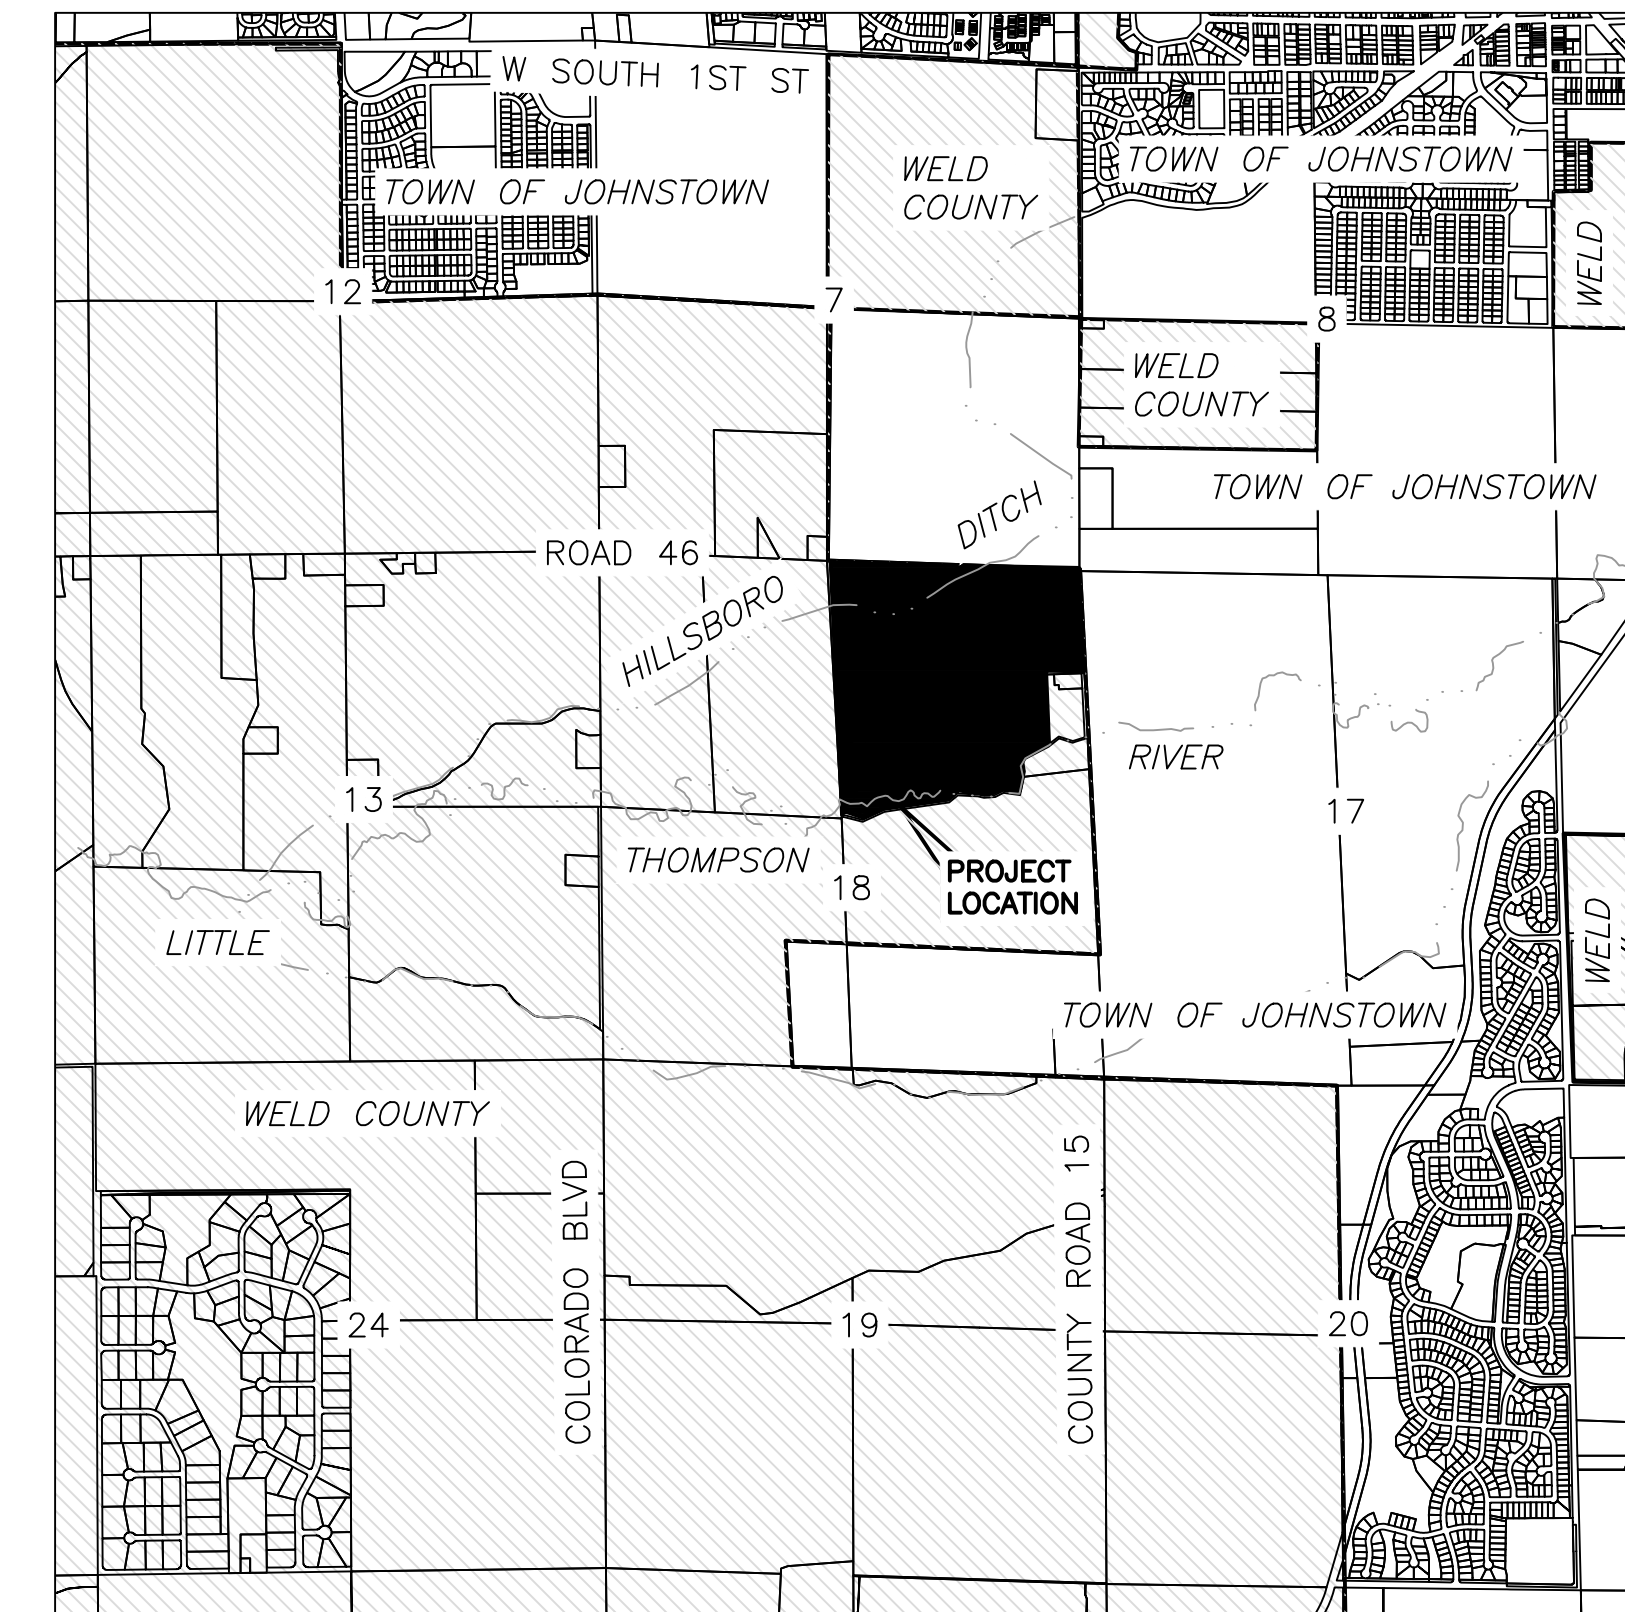 W SOUTH 1ST ST
TOWN OF JOHNSTOWN
WELD
COUNTY
TOWN OF JOHNSTOWN
WELD
12
7
8
WELD
COUNTY
TOWN OF JOHNSTOWN
DITCH
ROAD 46
HILLSBORO
RIVER
13
17
THOMPSON
18
PROJECT
LOCATION
LITTLE
WELD
TOWN OF JOHNSTOWN
WELD COUNTY
COLORADO BLVD
COUNTY ROAD 15
24
19
20